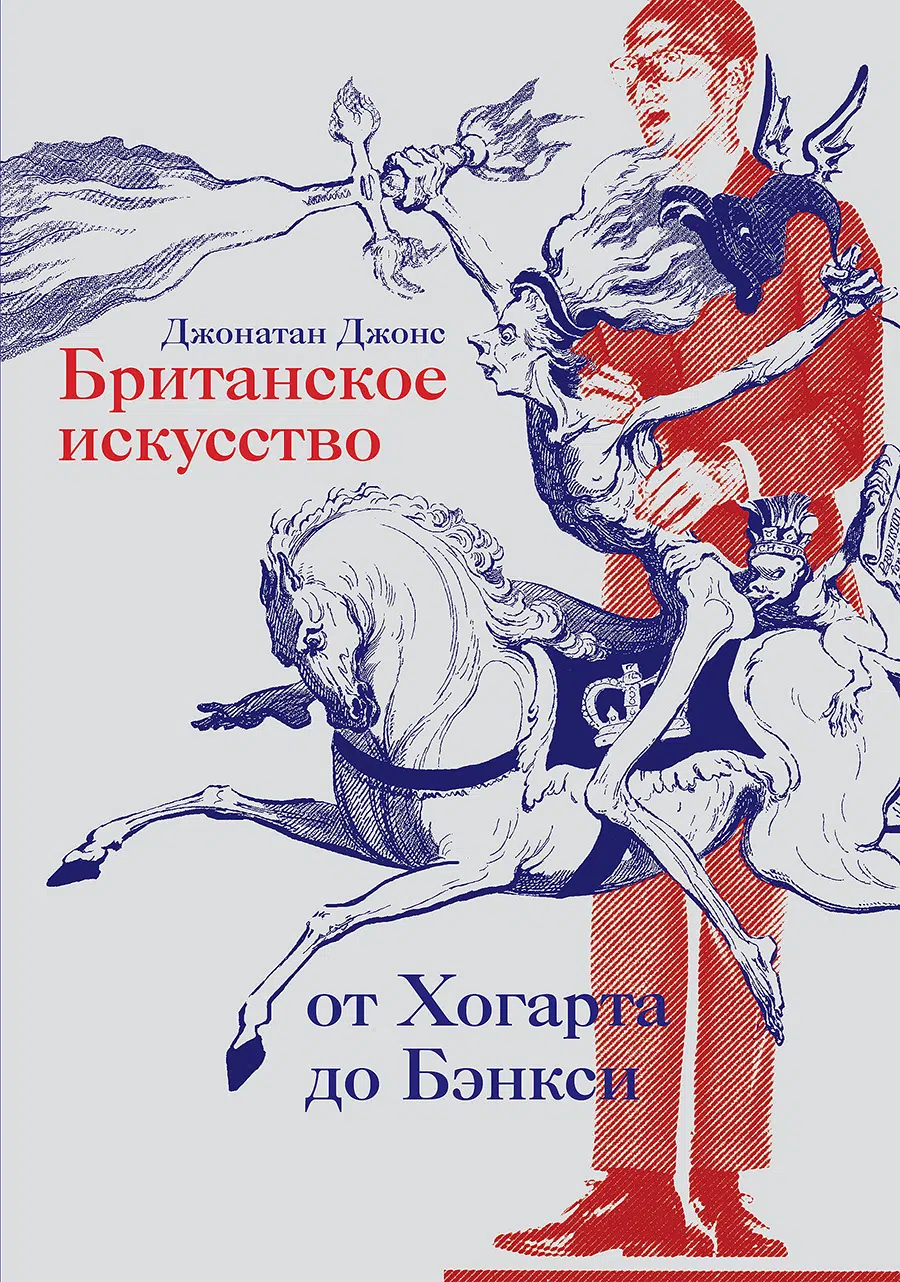 Джонатан Джонс
Британское
искусство
от Хогарта
до Бэнкси